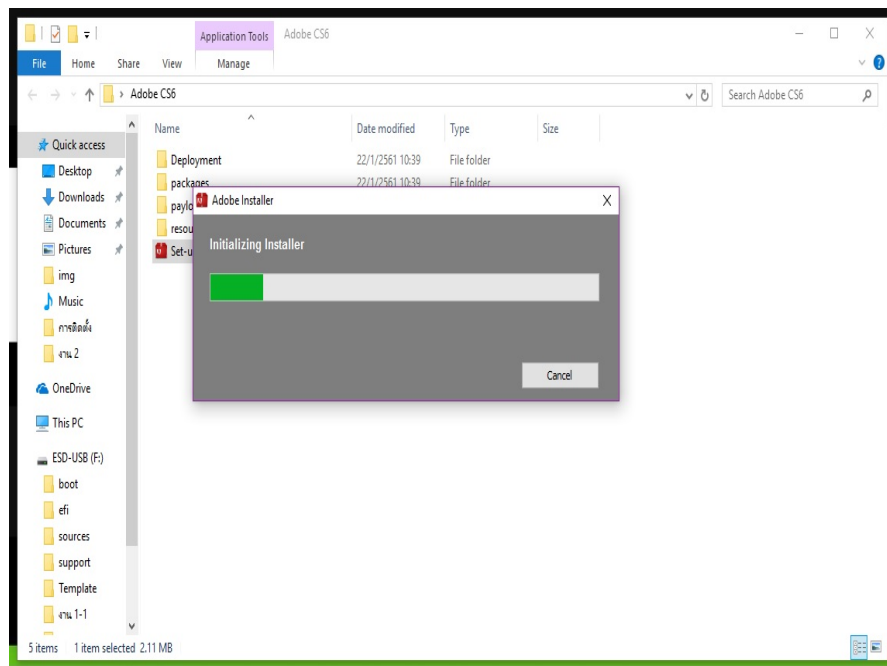 Application Tools
Adobe CS6
File
Home
Share
View
Manage
Adobe CS6
Search Adobe CS6
Name
Date modified
Type
Size
Quick access
Desktop
Downloads
Documents
Pictures
img
Music
การติดตั้ง
งาน 2
OneDrive
This PC
ESD-USB (F:)
boot
efi
sources
support
Template
งาน 1-1
Deployment
22/1/2561 10:39
File folder
packages
22/1/2561 10:39
File folder
paylo
resou
Set-u
Adobe Installer
Initializing Installer
Cancel
5 items
1 item selected 2.11 MB